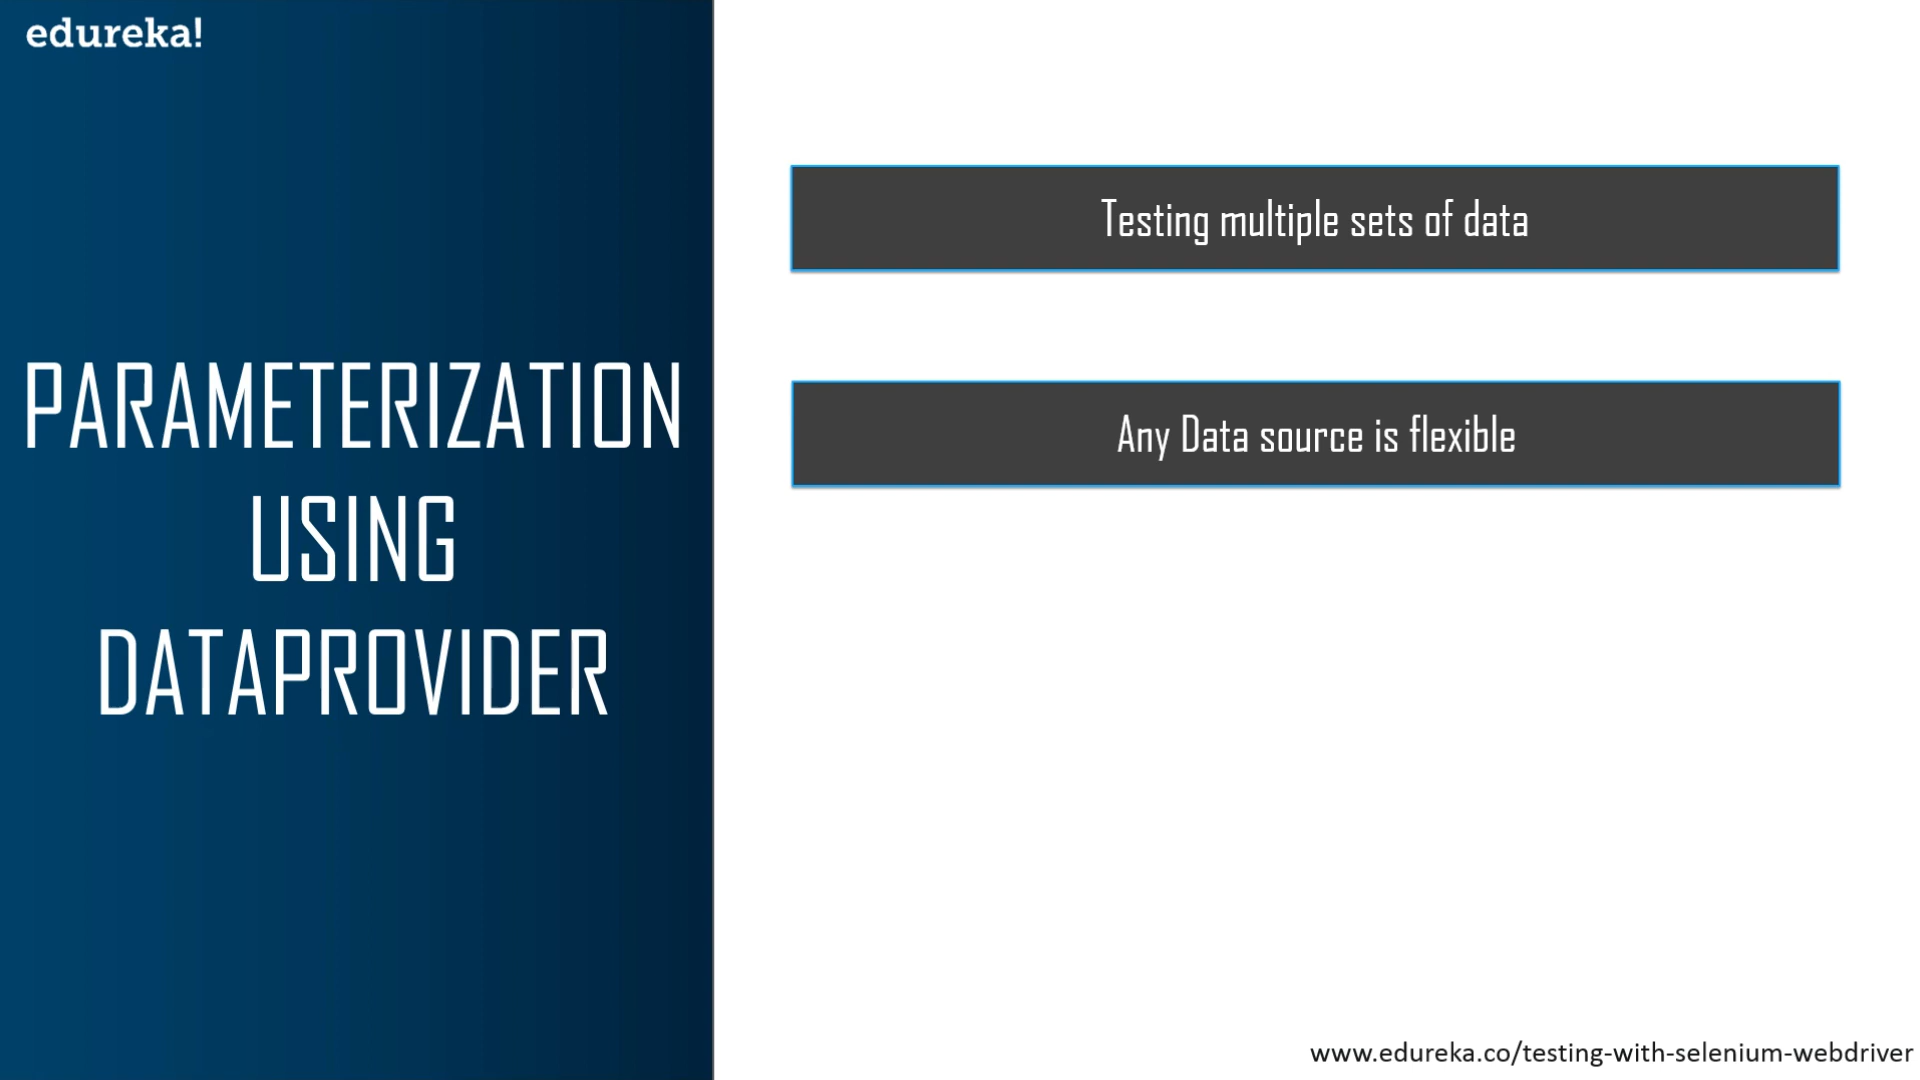 edureka!
PARAMETERIZATION
USING
DATAPROVIDER
Testing multiple sets of data
Any Data source is flexible
www.edureka.co/testing-with-selenium-webdriver